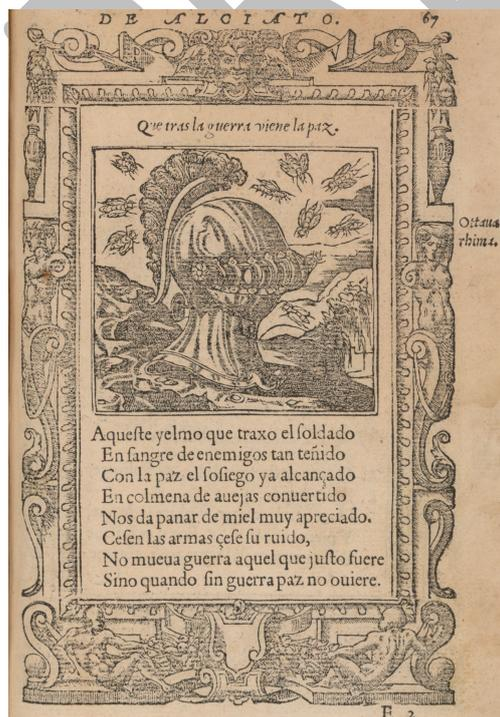 DE ALCIATO. 67
Que tras la guerra viene la paz.
Ottaua
rhima.
Aqueſte yelmo que traxo el ſoldado
En ſangre de enemigos tan teñido
Con la paz el ſoſiego ya alcançado
En colmena de auejas conuertido
Nos da panar de miel muy apreciado.
Ceſen las armas çeſe ſu ruido,
No mueua guerra aquel que juſto fuere
Sino quando ſin guerra paz no ouiere.
E 2